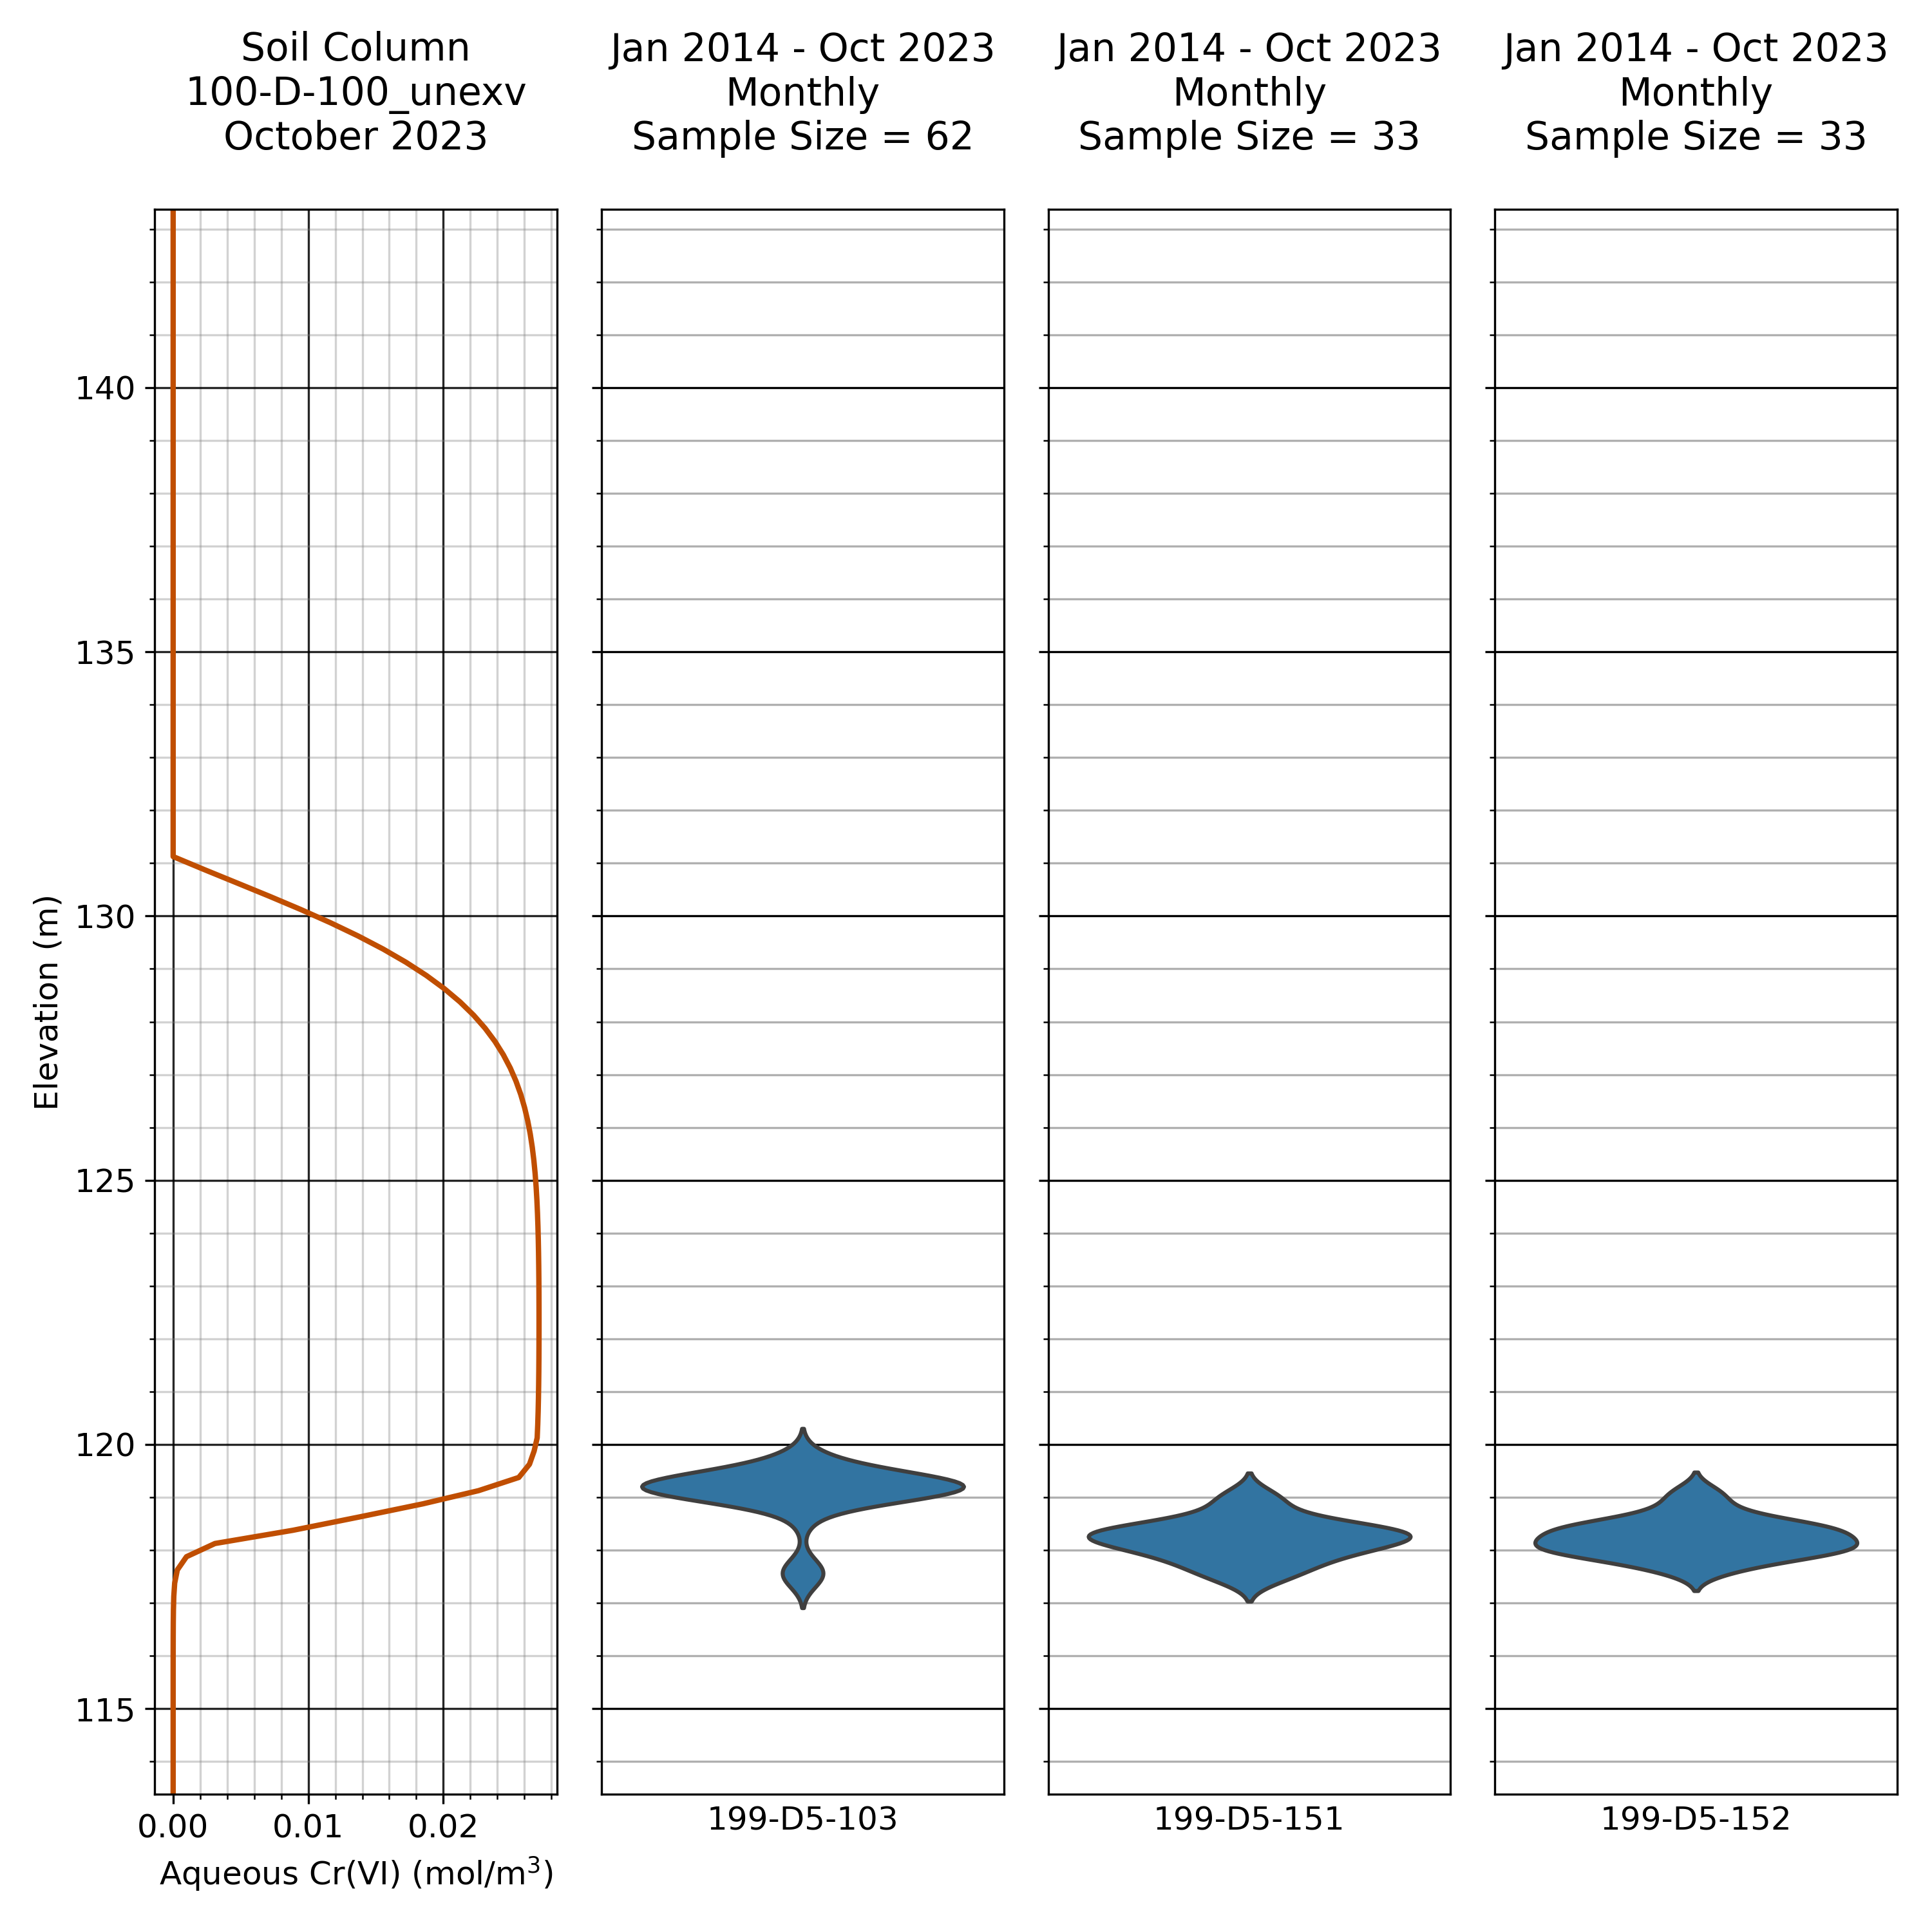 Soil Column
100-D-100_unexv
October 2023
Jan 2014 - Oct 2023
Monthly
Sample Size = 62
Jan 2014 - Oct 2023
Monthly
Sample Size = 33
Jan 2014 - Oct 2023
Monthly
Sample Size = 33
Elevation (m)
140
135
130
125
120
115
0.00 0.01 0.02
Aqueous Cr(VI) (mol/m³)
199-D5-103
199-D5-151
199-D5-152